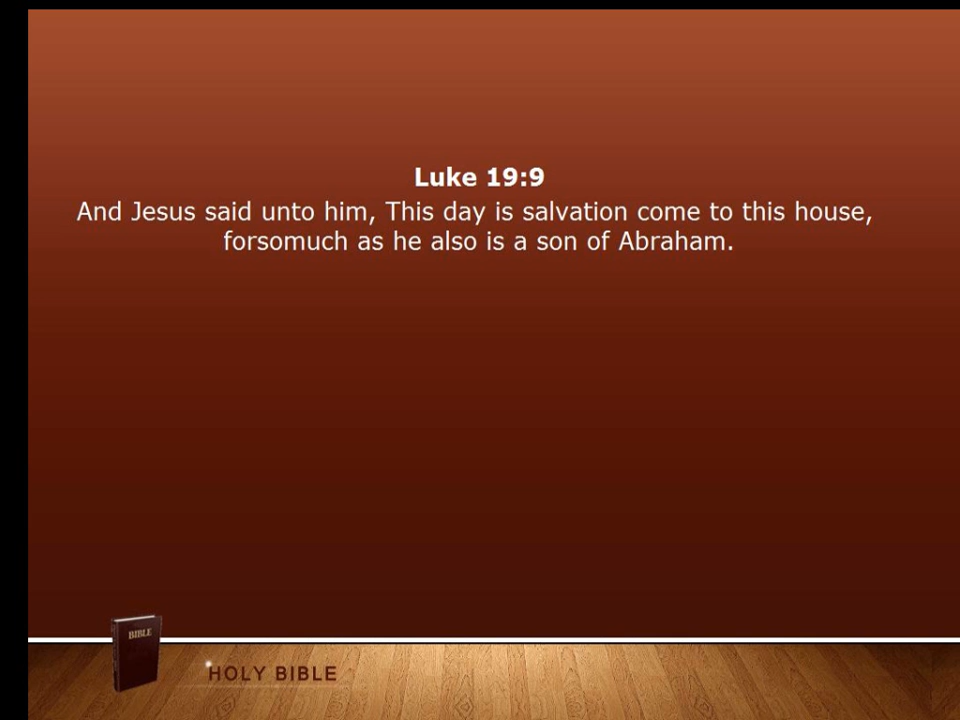 Luke 19:9
And Jesus said unto him, This day is salvation come to this house,
forsomuch as he also is a son of Abraham.
BIBLE
HOLY BIBLE